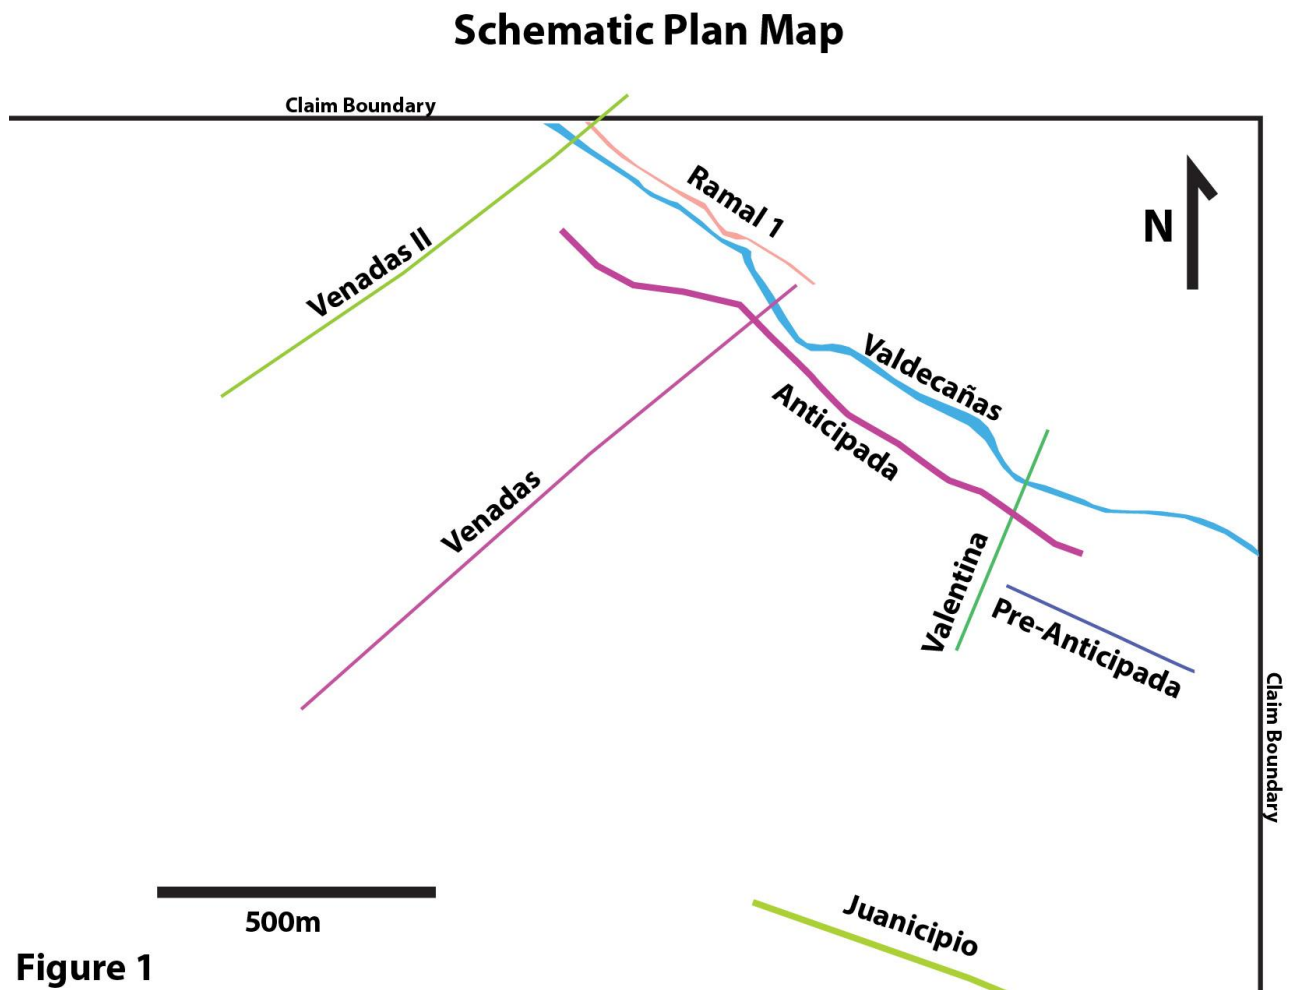 Schematic Plan Map
Claim Boundary
Ramal 1
N
Venadas II
Valdecañas
Anticipada
Venadas
Valentina
Pre-Anticipada
Claim Boundary
Juanicipio
500m
Figure 1